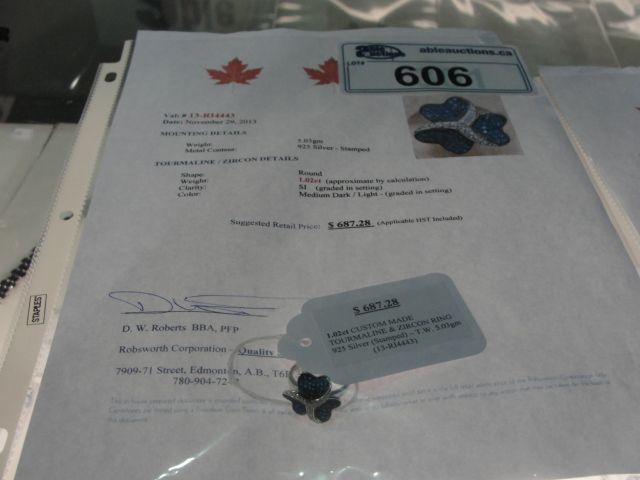 ableauctions.ca
LOT#
606
Val: # 13-RI4443
Date: November 29, 2013
MOUNTING DETAILS
Weight: 5.03gm
Metal Content: 925 Silver - Stamped
TOURMALINE / ZIRCON DETAILS
Shape: Round
Weight: 1.02ct (approximate by calculation)
Clarity: SI (graded in setting)
Color: Medium Dark / Light - (graded in setting)
Suggested Retail Price: $ 687.28 (Applicable HST Included)
STAPLES
$ 687.28
1.02ct CUSTOM MADE
TOURMALINE & ZIRCON RING
925 Silver (Stamped) – T.W. 5.03gm
(13-RI4443)
D. W. Roberts BBA, PFP
Robsworth Corporation - Quality
7909-71 Street, Edmonton, A.B., T6B
780-904-72